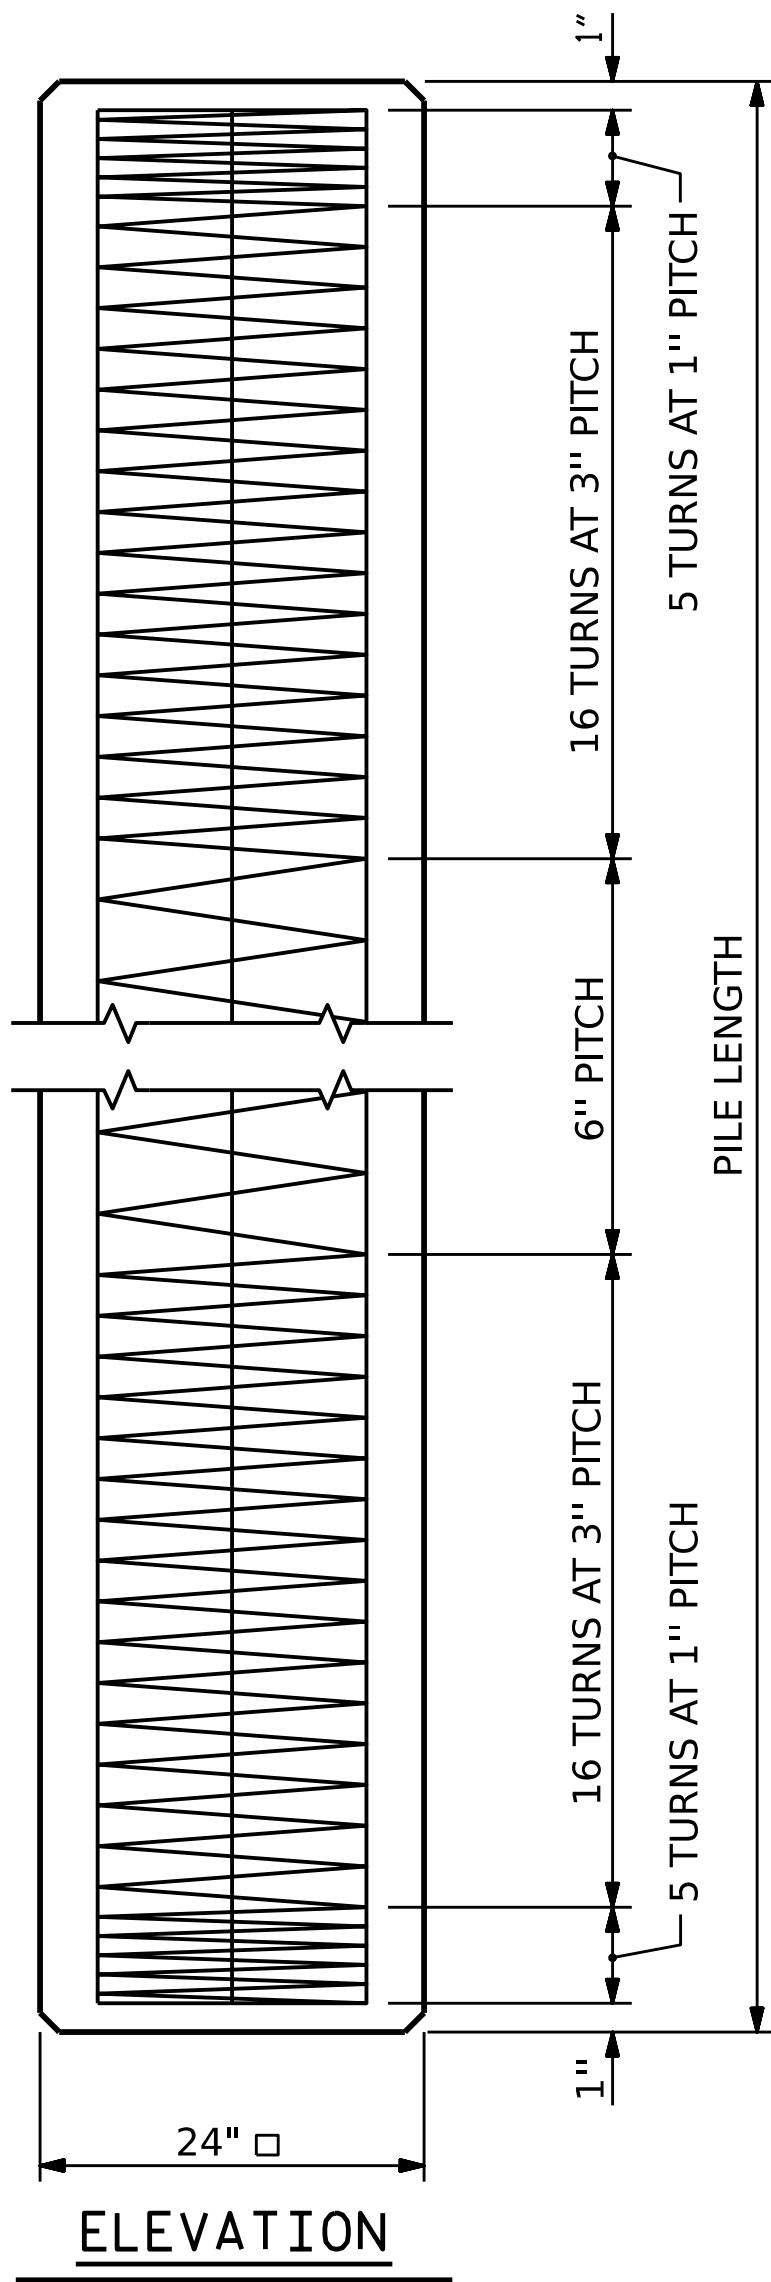 1″
5 TURNS AT 1'' PITCH
16 TURNS AT 3'' PITCH
6'' PITCH
PILE LENGTH
16 TURNS AT 3'' PITCH
5 TURNS AT 1'' PITCH
1''
24" □
ELEVATION